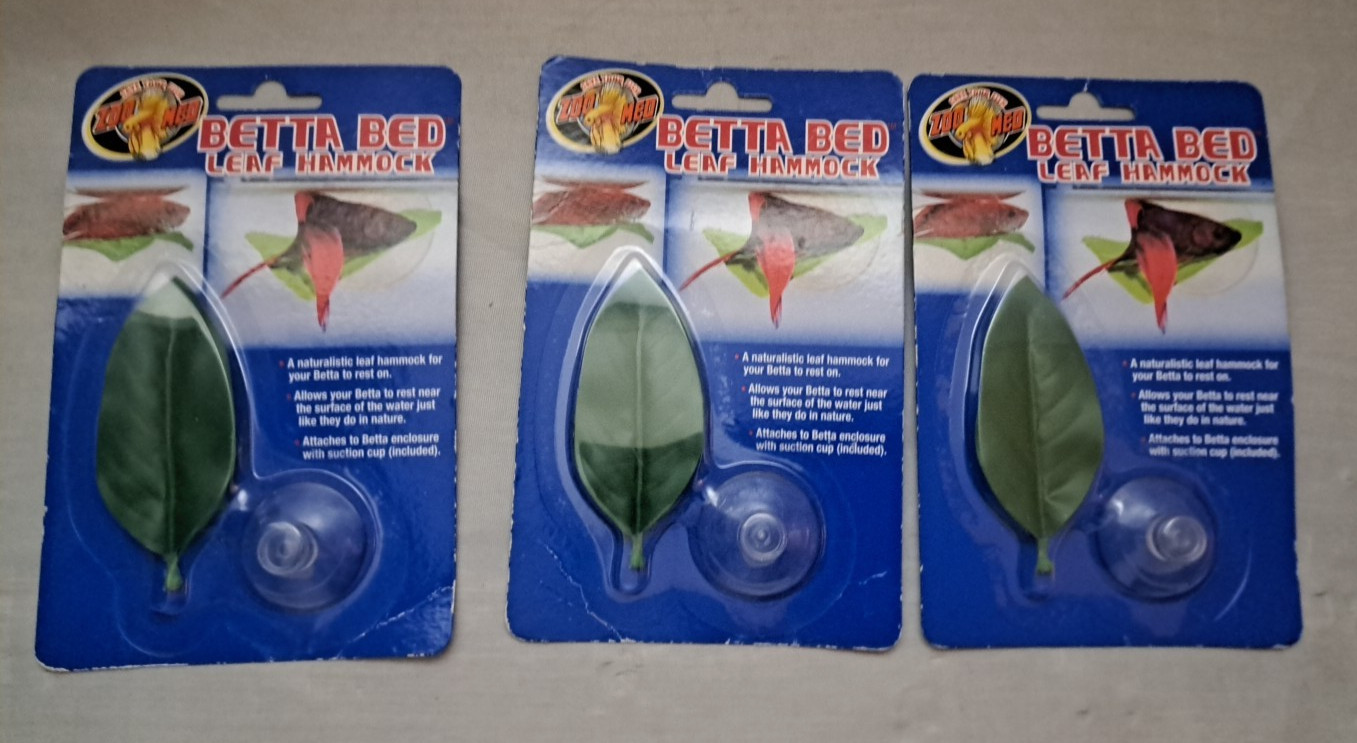 ZOO MED
BETTA BED
LEAF HAMMOCK
• A naturalistic leaf hammock for
your Betta to rest on.
• Allows your Betta to rest near
the surface of the water just
like they do in nature.
• Attaches to Betta enclosure
with suction cup (included).
ZOO MED
BETTA BED
LEAF HAMMOCK
• A naturalistic leaf hammock for
your Betta to rest on.
• Allows your Betta to rest near
the surface of the water just
like they do in nature.
• Attaches to Betta enclosure
with suction cup (included).
ZOO MED
BETTA BED
LEAF HAMMOCK
• A naturalistic leaf hammock for
your Betta to rest on.
• Allows your Betta to rest near
the surface of the water just
like they do in nature.
• Attaches to Betta enclosure
with suction cup (included).